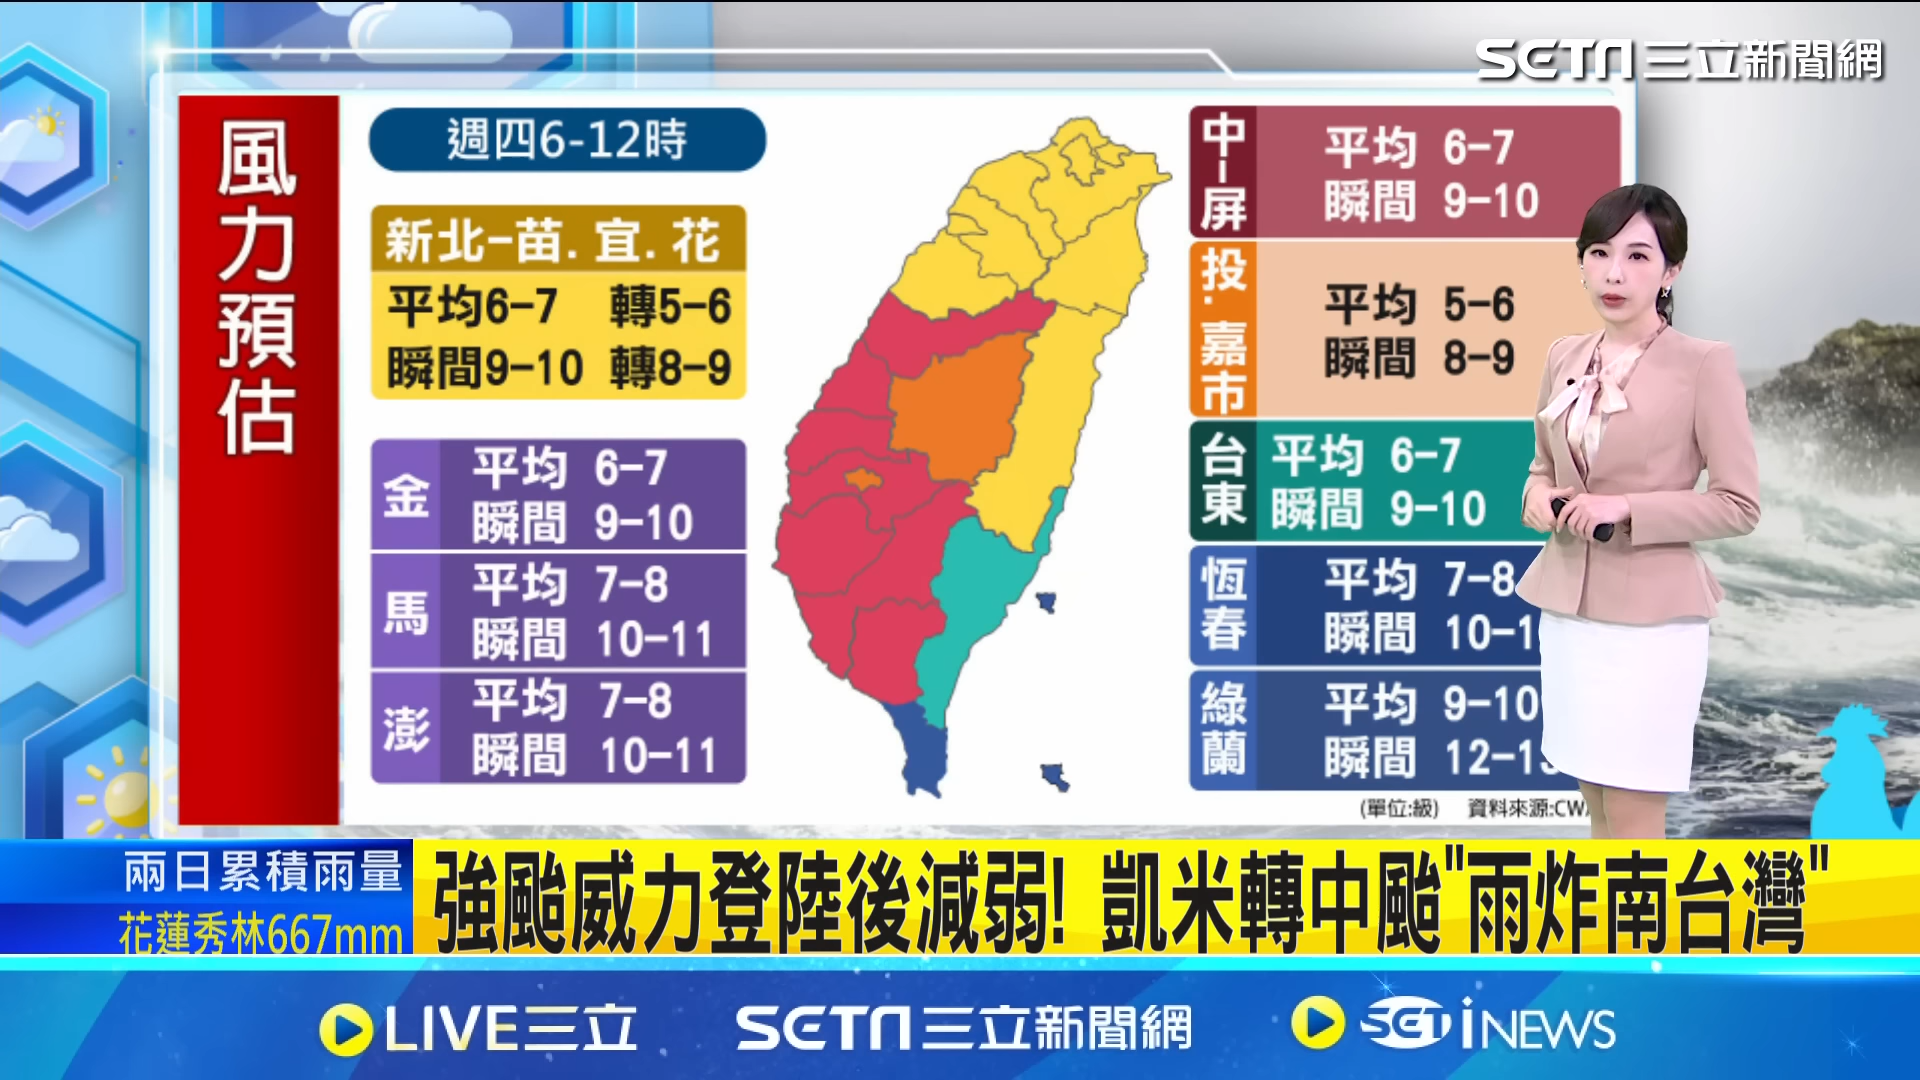 SETN三立新聞網
風力預估
週四6-12時
新北-苗.宜.花
平均6-7 轉5-6
瞬間9-10 轉8-9
金
平均 6-7
瞬間 9-10
馬
平均 7-8
瞬間 10-11
澎
平均 7-8
瞬間 10-11
中-屏
平均 6-7
瞬間 9-10
投.嘉市
平均 5-6
瞬間 8-9
台東
平均 6-7
瞬間 9-10
恆春
平均 7-8
瞬間
綠蘭
平均 9-10
瞬間
(單位:級) 資料來源:
兩日累積雨量
花蓮秀林667mm
強颱威力登陸後減弱! 凱米轉中颱"雨炸南台灣"
LIVE三立
SETN三立新聞網
SET iNEWS